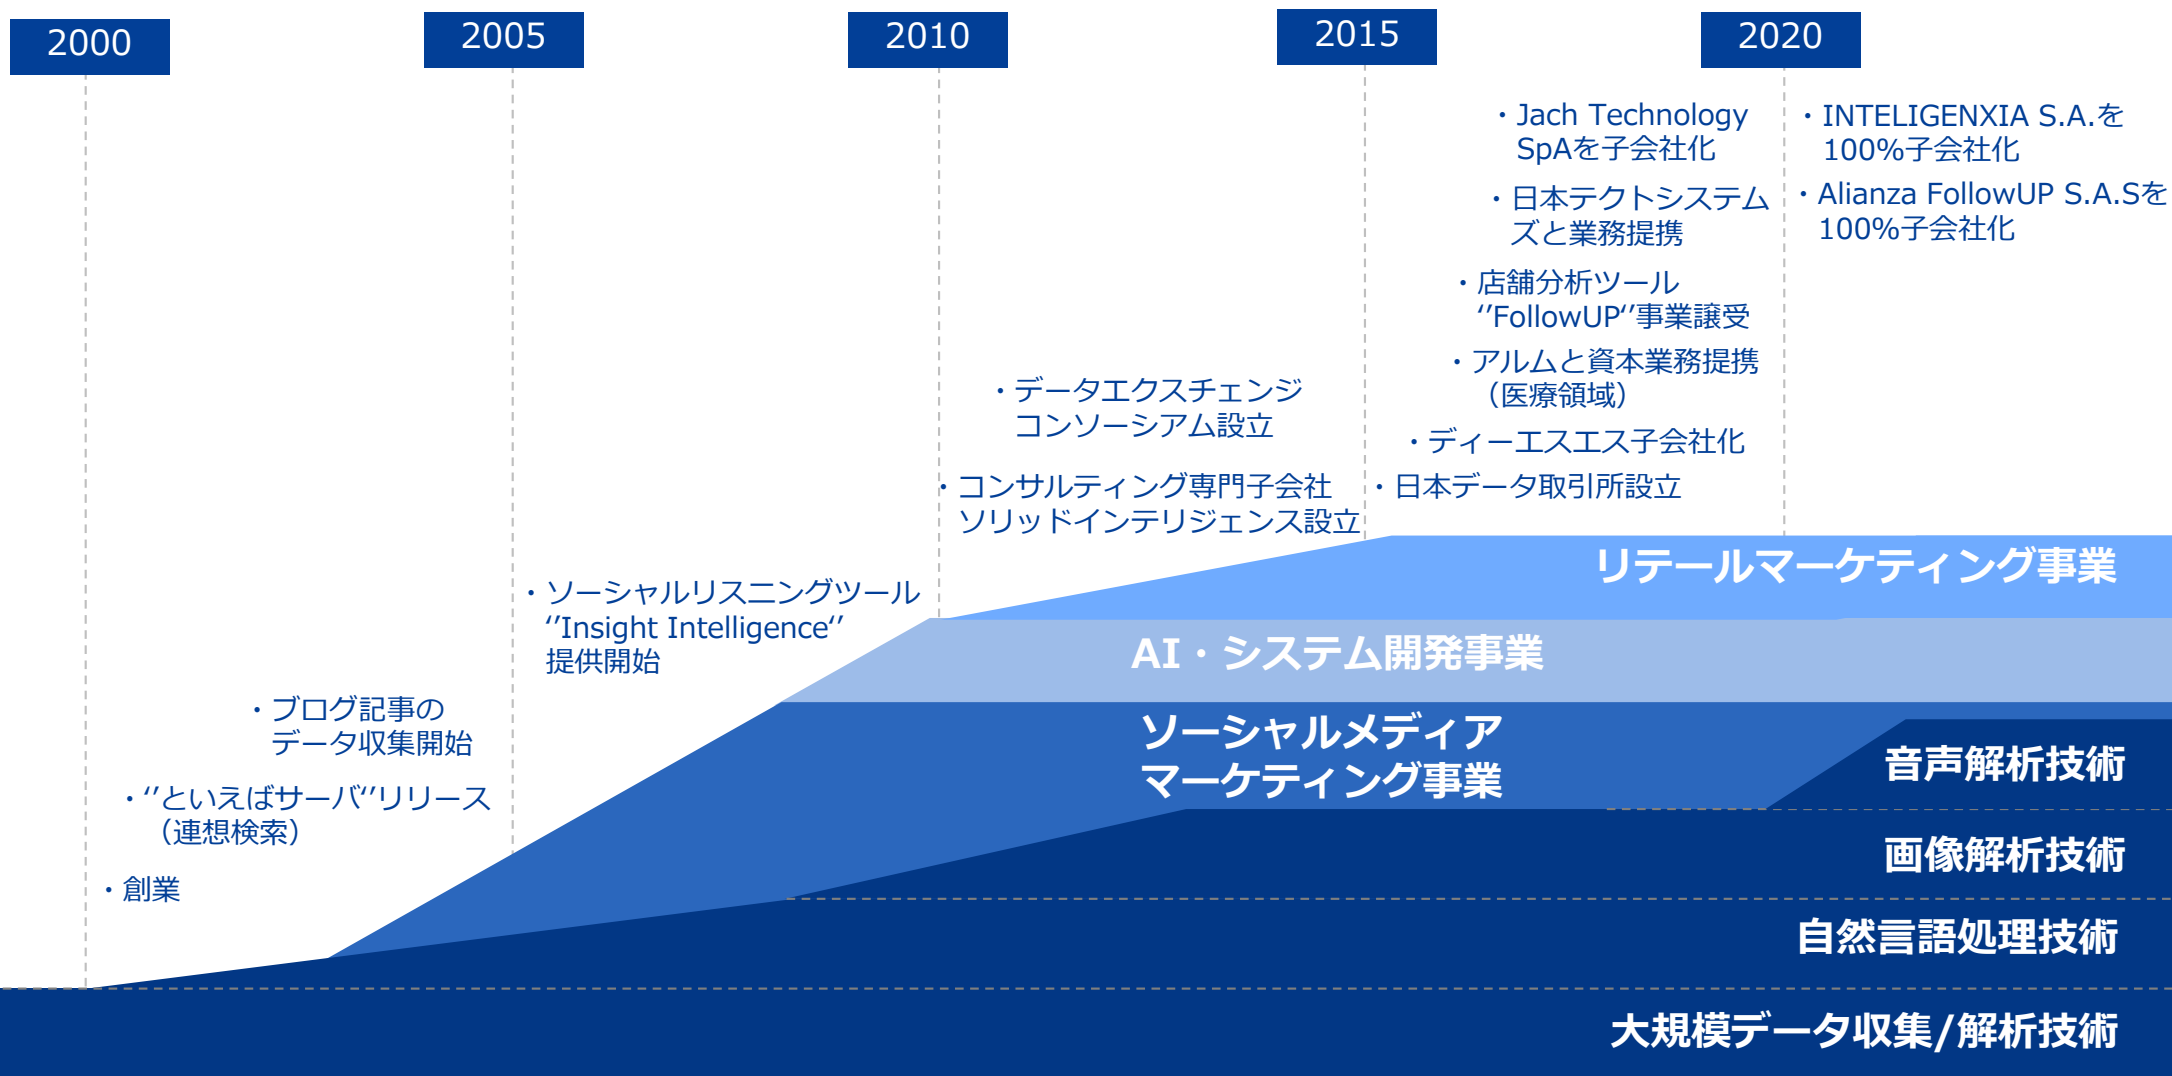 2000
2005
2010
2015
2020
・創業
・‘’といえばサーバ‘’リリース
（連想検索）
・ブログ記事の
データ収集開始
・ソーシャルリスニングツール
‘’Insight Intelligence‘’
提供開始
・コンサルティング専門子会社
ソリッドインテリジェンス設立
・データエクスチェンジ
コンソーシアム設立
・日本データ取引所設立
・ディーエスエス子会社化
・アルムと資本業務提携
（医療領域）
・店舗分析ツール
‘’FollowUP‘’事業譲受
・日本テクトシステム
ズと業務提携
・Jach Technology
SpAを子会社化
・INTELIGENXIA S.A.を
100%子会社化
・Alianza FollowUP S.A.Sを
100%子会社化
リテールマーケティング事業
AI・システム開発事業
ソーシャルメディア
マーケティング事業
音声解析技術
画像解析技術
自然言語処理技術
大規模データ収集/解析技術